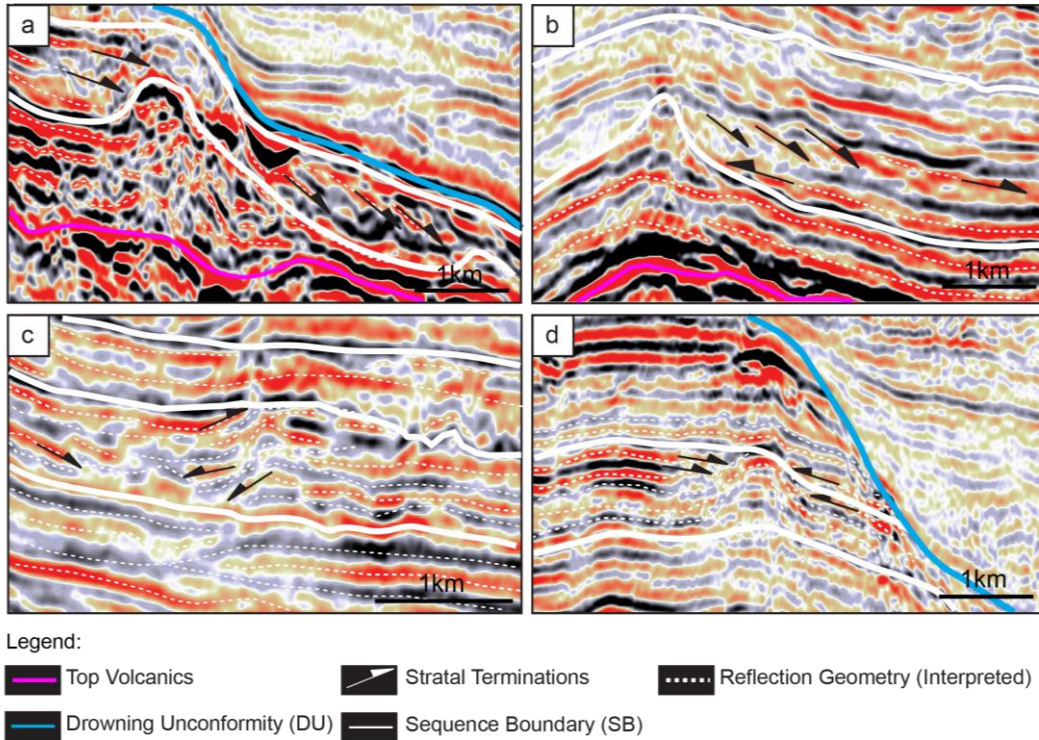 a
b
1km
1km
c
d
1km
1km
Legend:
Top Volcanics
Stratal Terminations
Reflection Geometry (Interpreted)
Drowning Unconformity (DU)
Sequence Boundary (SB)